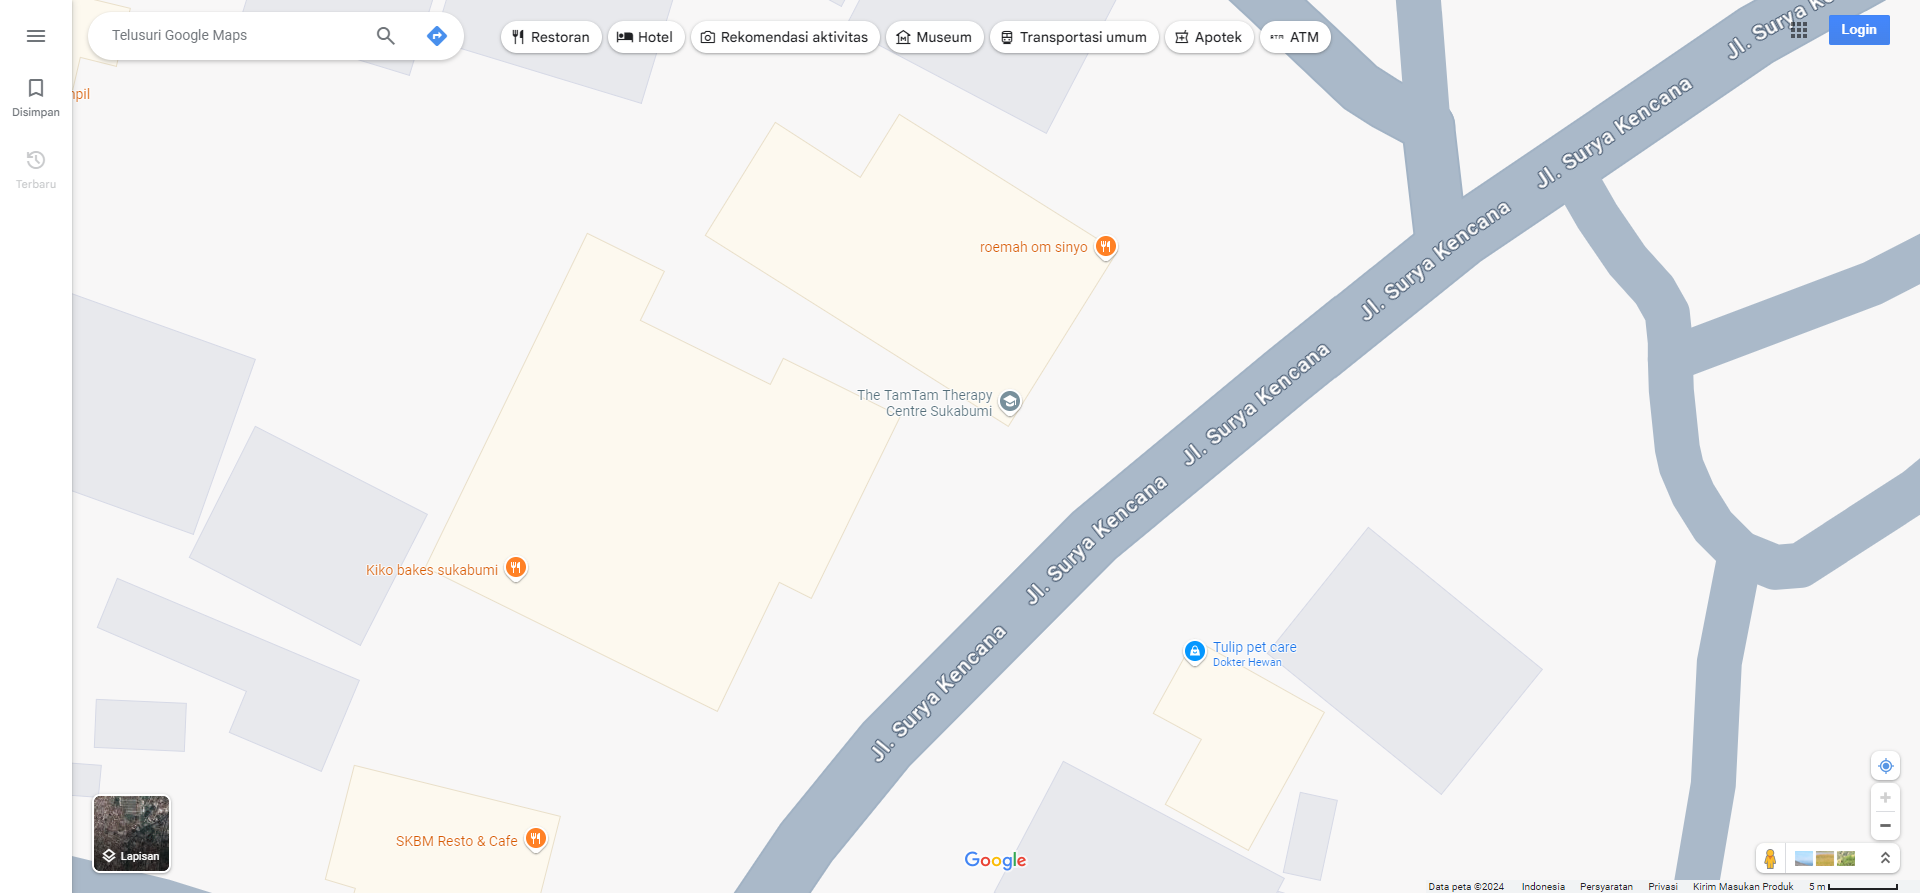 Telusuri Google Maps
Restoran
Hotel
Rekomendasi aktivitas
Museum
Transportasi umum
Apotek
ATM
Login
Disimpan
Terbaru
Jl. Surya Kencana
Jl. Surya Kencana
Jl. Surya Kencana
Jl. Surya Kencana
Jl. Surya Kencana
Jl. Surya Kencana
roemah om sinyo
The TamTam Therapy
Centre Sukabumi
Kiko bakes sukabumi
Tulip pet care
Dokter Hewan
SKBM Resto & Cafe
Lapisan
Google
Data peta ©2024
Indonesia
Persyaratan
Privasi
Kirim Masukan Produk
5 m